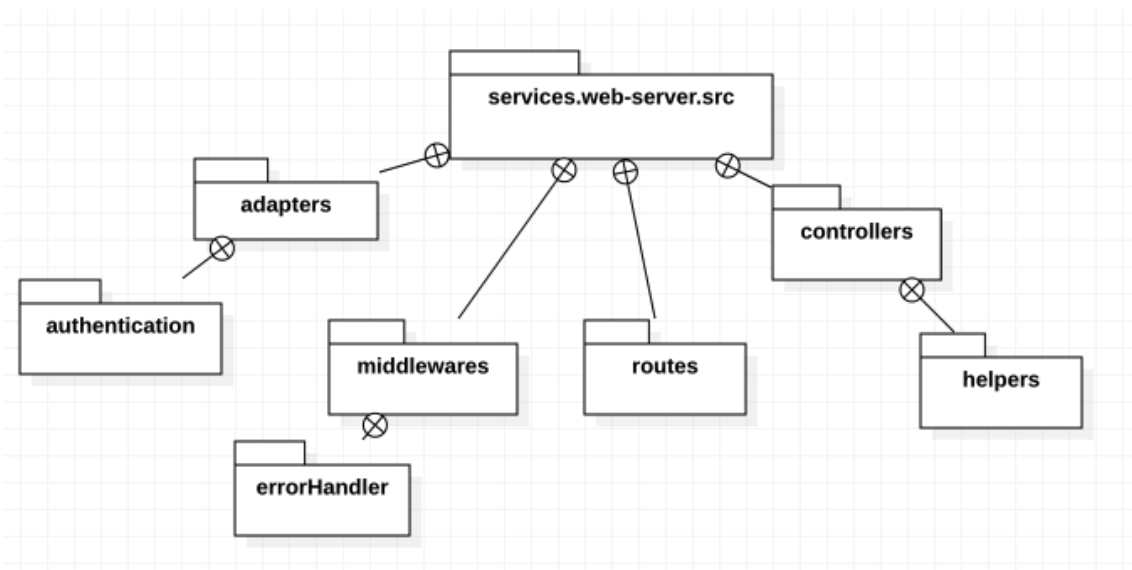 services.web-server.src
adapters
controllers
authentication
middlewares
routes
helpers
errorHandler